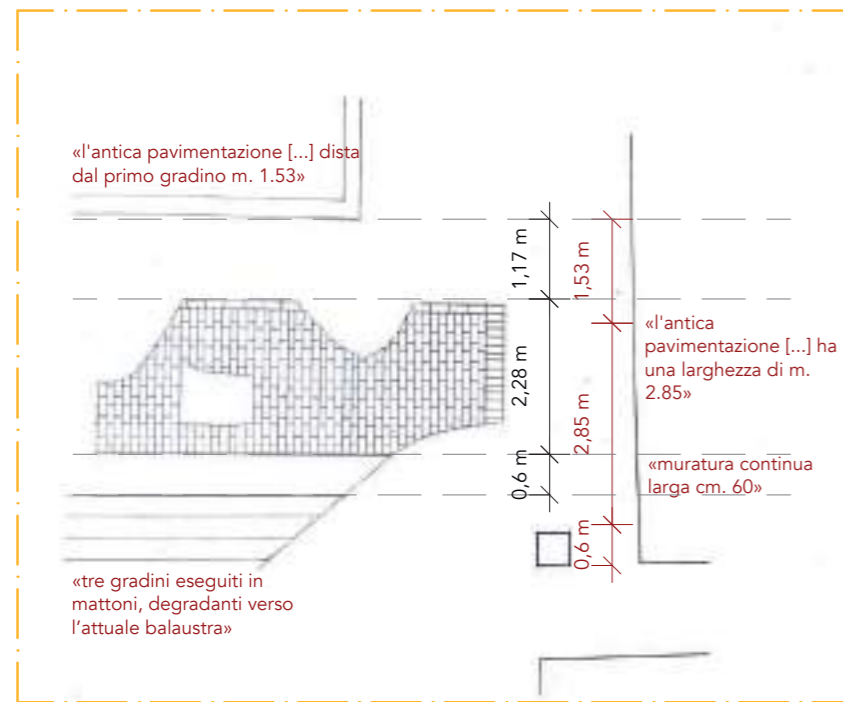 «l'antica pavimentazione [...] dista
dal primo gradino m. 1.53»
1,17 m
1,53 m
2,28 m
«l'antica
pavimentazione [...] ha
una larghezza di m.
2.85»
2,85 m
«muratura continua
larga cm. 60»
0,6 m
0,6 m
«tre gradini eseguiti in
mattoni, degradanti verso
l’attuale balaustra»